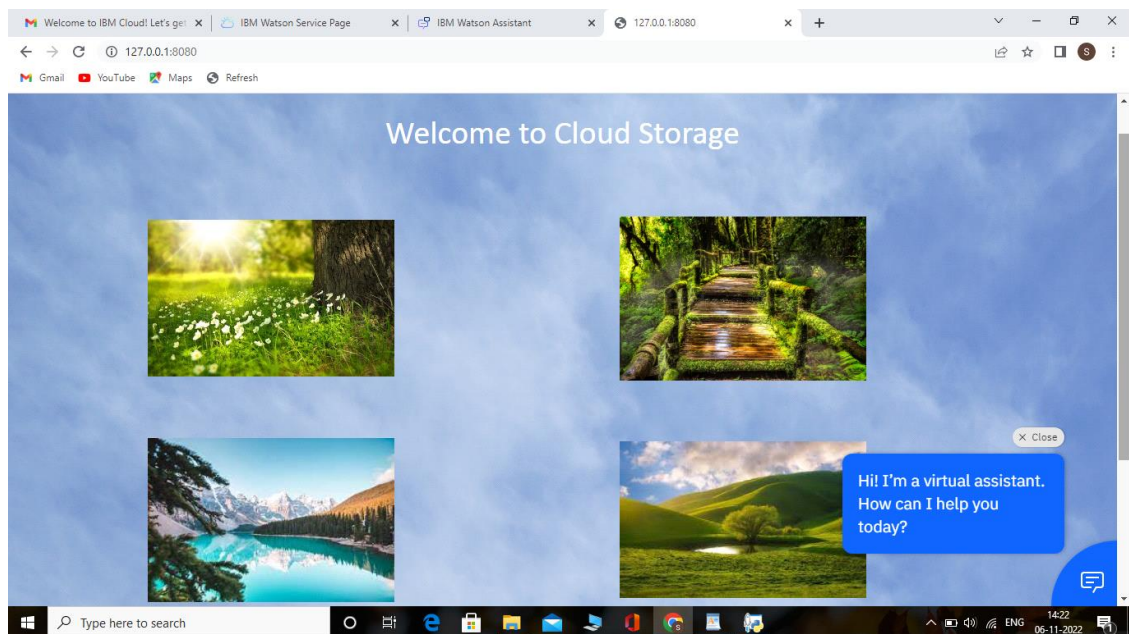 Welcome to IBM Cloud! Let's get
IBM Watson Service Page
IBM Watson Assistant
127.0.0.1:8080
127.0.0.1:8080
Gmail
YouTube
Maps
Refresh
S
Welcome to Cloud Storage
Close
Hi! I'm a virtual assistant.
How can I help you
today?
Type here to search
ENG
14:22
06-11-2022
1